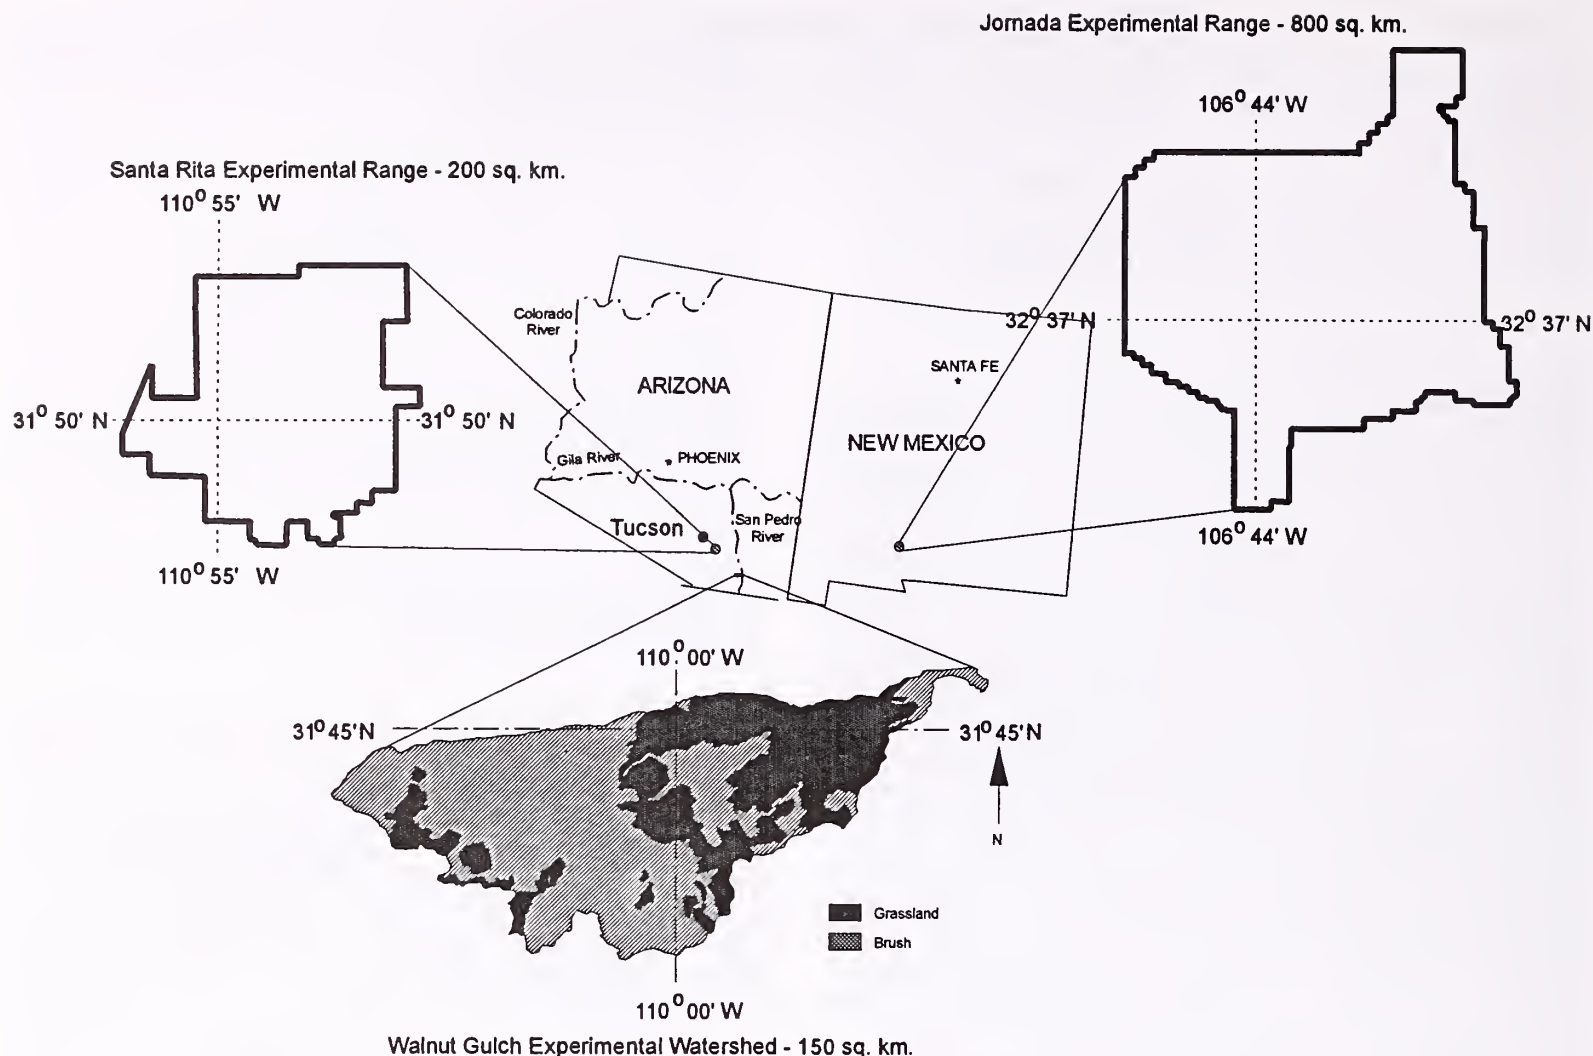 Jornada Experimental Range - 800 sq. km.
106° 44' W
Santa Rita Experimental Range - 200 sq. km.
110° 55' W
Colorado
River
32° 37' N
32° 37' N
SANTA FE
ARIZONA
31° 50' N
31° 50' N
NEW MEXICO
Gila River
PHOENIX
Tucson
San Pedro
River
106° 44' W
110° 55' W
110° 00' W
31° 45'N
31° 45'N
N
Grassland
Brush
110° 00' W
Walnut Gulch Experimental Watershed - 150 sq. km.